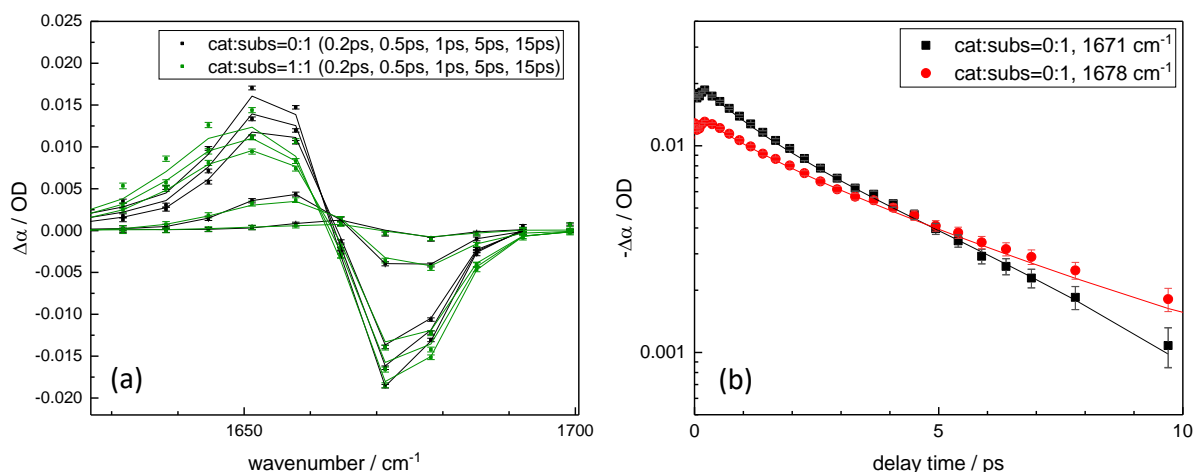 cat:subs=0:1 (0.2ps, 0.5ps, 1ps, 5ps, 15ps)
cat:subs=1:1 (0.2ps, 0.5ps, 1ps, 5ps, 15ps)
0.025
0.020
0.015
0.010
0.005
0.000
-0.005
-0.010
-0.015
-0.020
Δα / OD
(a)
1650
1700
wavenumber / cm⁻¹
cat:subs=0:1, 1671 cm⁻¹
cat:subs=0:1, 1678 cm⁻¹
0.01
0.001
-Δα / OD
(b)
0
5
10
delay time / ps